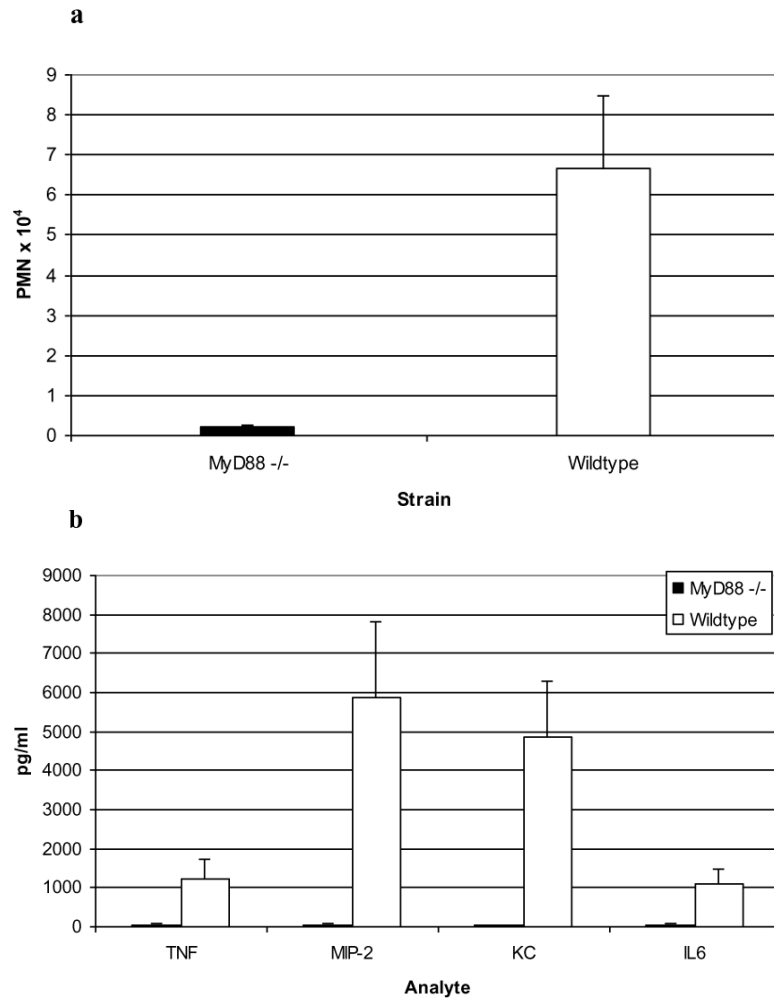 a
9
8
7
6
5
4
3
2
1
0
PMN x 10⁴
MyD88 -/- Wildtype
Strain
b
9000
8000
7000
6000
5000
4000
3000
2000
1000
0
pg/ml
MyD88 -/-
Wildtype
TNF MIP-2 KC IL6
Analyte